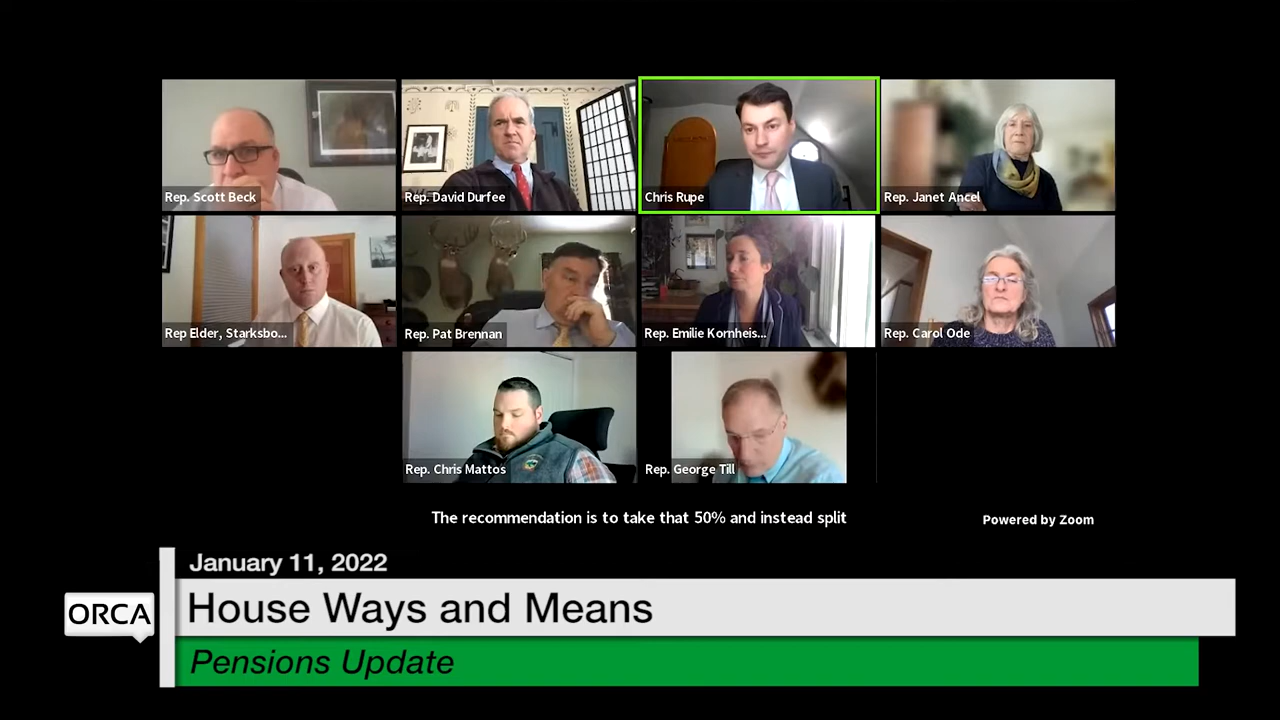 Rep. Scott Beck
Rep. David Durfee
Chris Rupe
Rep. Janet Ancel
Rep Elder, Starksbo...
Rep. Pat Brennan
Rep. Emilie Kornheis...
Rep. Carol Ode
Rep. Chris Mattos
Rep. George Till
The recommendation is to take that 50% and instead split
Powered by Zoom
January 11, 2022
ORCA
House Ways and Means
Pensions Update